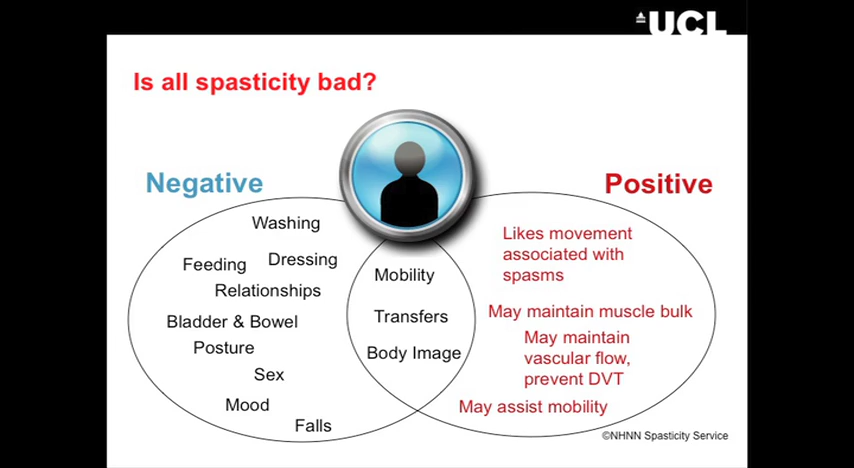 UCL
Is all spasticity bad?
Negative
Positive
Washing
Feeding
Dressing
Relationships
Bladder & Bowel
Posture
Sex
Mood
Falls
Mobility
Transfers
Body Image
Likes movement
associated with
spasms
May maintain muscle bulk
May maintain
vascular flow,
prevent DVT
May assist mobility
©NHNN Spasticity Service